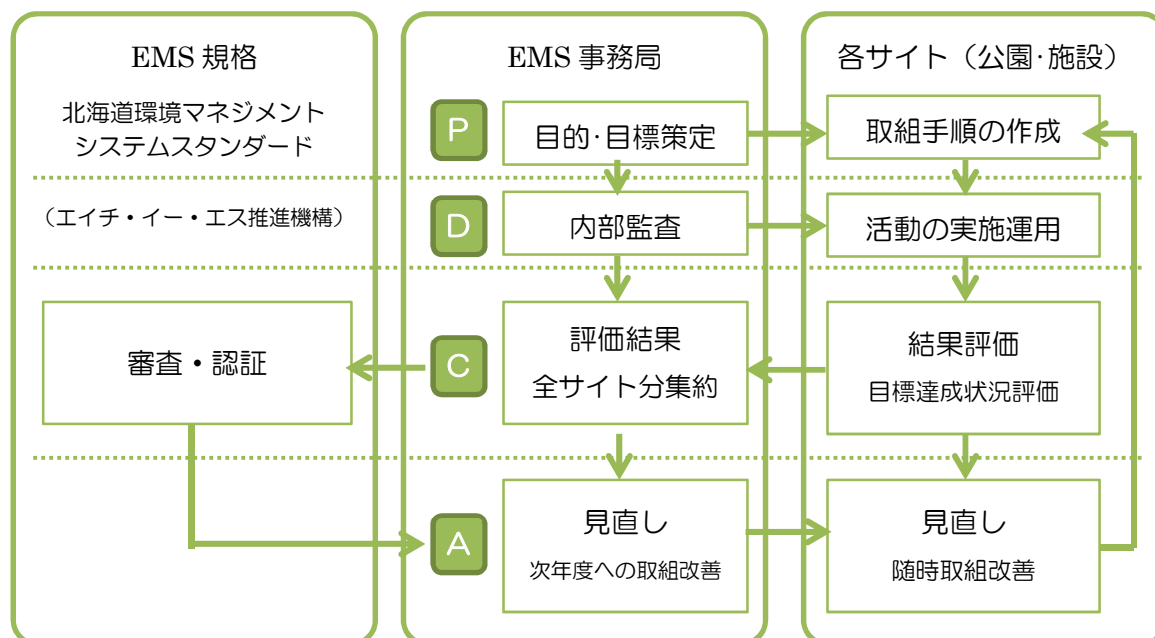 EMS 規格
北海道環境マネジメント
システムスタンダード
（エイチ・イー・エス推進機構）
審査・認証
EMS 事務局
P
目的･目標策定
D
内部監査
C
評価結果
全サイト分集約
A
見直し
次年度への取組改善
各サイト（公園･施設）
取組手順の作成
活動の実施運用
結果評価
目標達成状況評価
見直し
随時取組改善